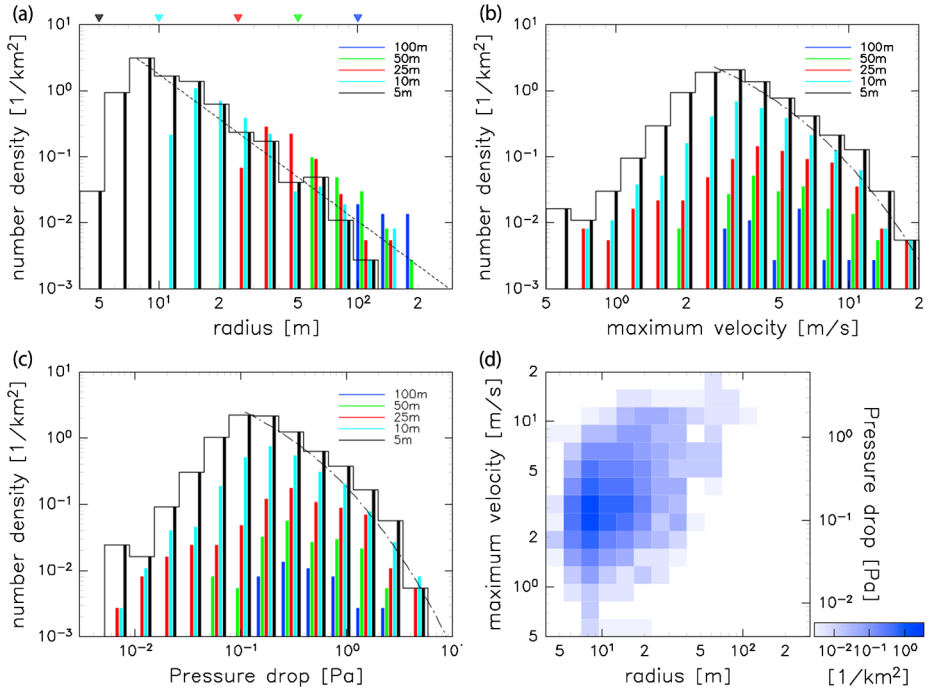 (a)
number density [1/km²]
10¹
10⁰
10⁻¹
10⁻²
10⁻³
100m
50m
25m
10m
5m
5 10¹ 2 5 10² 2
radius [m]
(b)
number density [1/km²]
10¹
10⁰
10⁻¹
10⁻²
10⁻³
100m
50m
25m
10m
5m
5 10⁰ 2 5 10¹ 2
maximum velocity [m/s]
(c)
number density [1/km²]
10¹
10⁰
10⁻¹
10⁻²
10⁻³
100m
50m
25m
10m
5m
10⁻² 10⁻¹ 10⁰ 10¹
Pressure drop [Pa]
(d)
maximum velocity [m/s]
2
10¹
5
2
10⁰
5
5 10¹ 2 5 10² 2
radius [m]
10⁰
10⁻¹
10⁻²
Pressure drop [Pa]
10⁻² 10⁻¹ 10⁰
[1/km²]